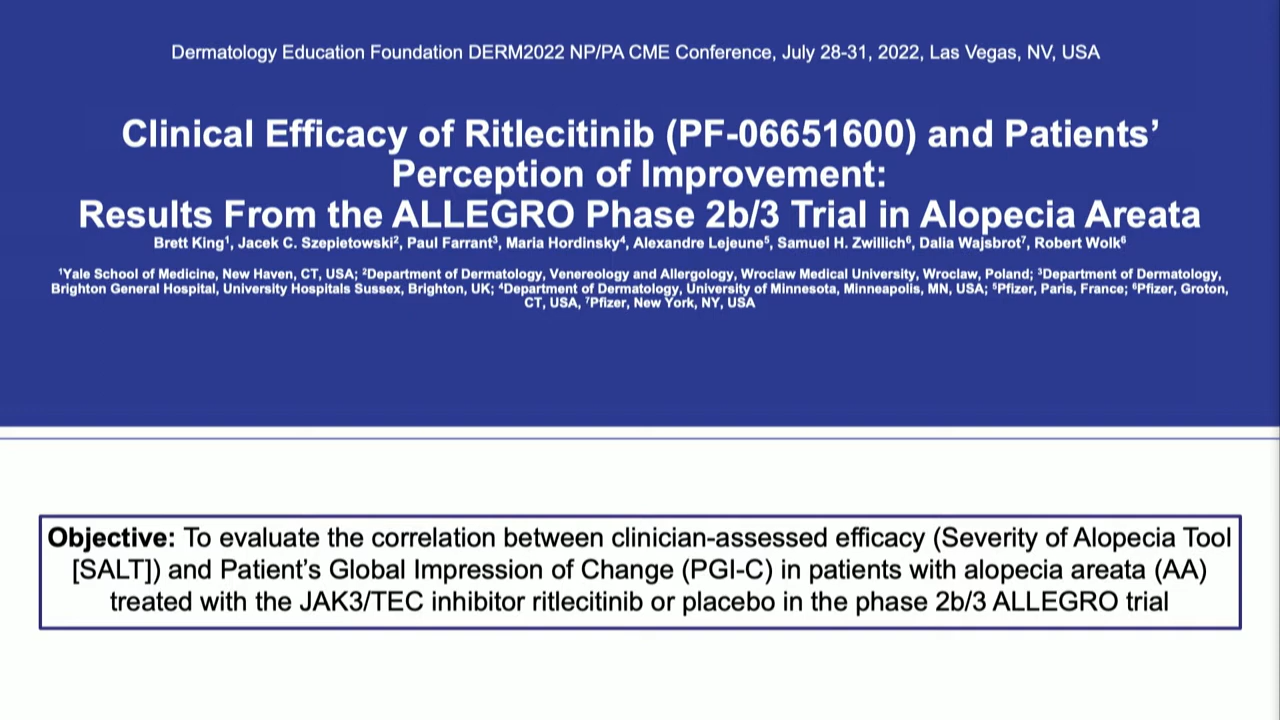 Dermatology Education Foundation DERM2022 NP/PA CME Conference, July 28-31, 2022, Las Vegas, NV, USA
Clinical Efficacy of Ritlecitinib (PF-06651600) and Patients’
Perception of Improvement:
Results From the ALLEGRO Phase 2b/3 Trial in Alopecia Areata
Brett King¹, Jacek C. Szepietowski², Paul Farrant³, Maria Hordinsky⁴, Alexandre Lejeune⁵, Samuel H. Zwillich⁶, Dalia Wajsbrot⁷, Robert Wolk⁶
¹Yale School of Medicine, New Haven, CT, USA; ²Department of Dermatology, Venereology and Allergology, Wroclaw Medical University, Wroclaw, Poland; ³Department of Dermatology,
Brighton General Hospital, University Hospitals Sussex, Brighton, UK; ⁴Department of Dermatology, University of Minnesota, Minneapolis, MN, USA; ⁵Pfizer, Paris, France; ⁶Pfizer, Groton,
CT, USA, ⁷Pfizer, New York, NY, USA
Objective: To evaluate the correlation between clinician-assessed efficacy (Severity of Alopecia Tool
[SALT]) and Patient’s Global Impression of Change (PGI-C) in patients with alopecia areata (AA)
treated with the JAK3/TEC inhibitor ritlecitinib or placebo in the phase 2b/3 ALLEGRO trial